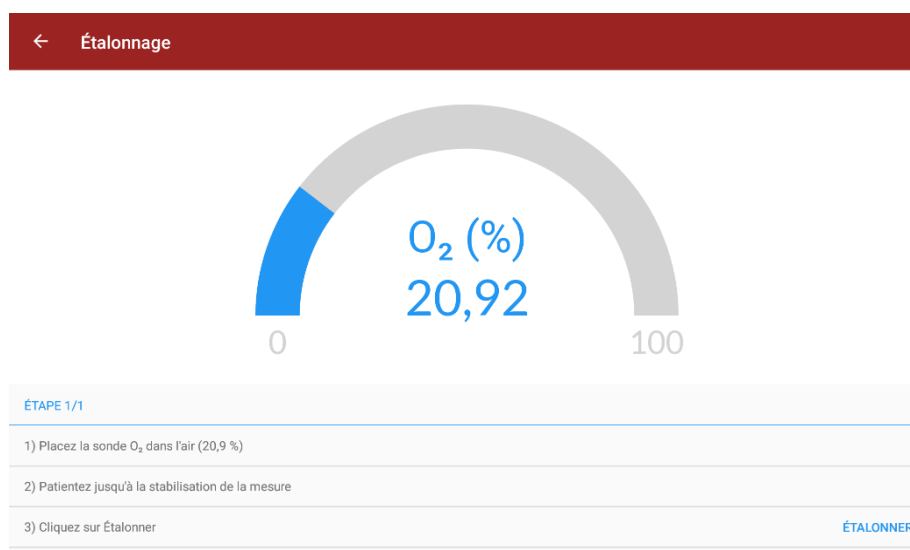 Étalonnage
O₂ (%)
20,92
0
100
ÉTAPE 1/1
1) Placez la sonde O₂ dans l'air (20,9 %)
2) Patientez jusqu'à la stabilisation de la mesure
3) Cliquez sur Étalonner
ÉTALONNER